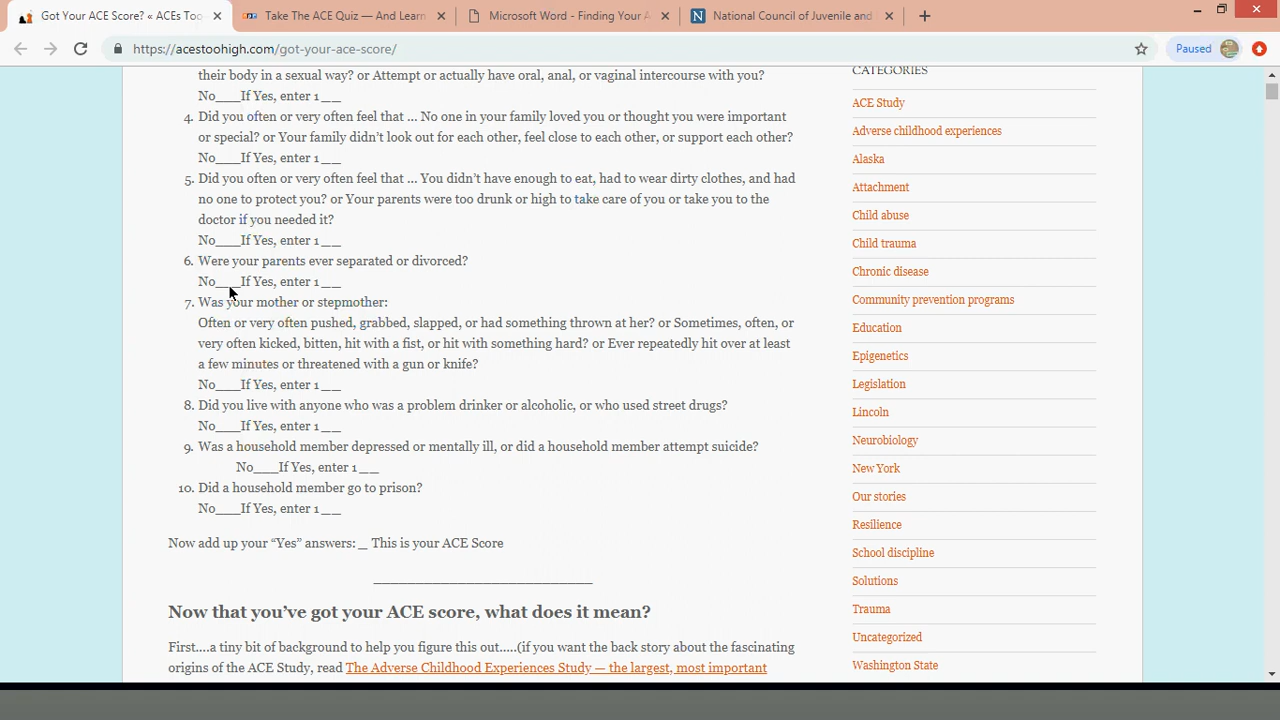 Got Your ACE Score? « ACEs Too
Take The ACE Quiz — And Learn
Microsoft Word - Finding Your A
National Council of Juvenile and
https://acestoohigh.com/got-your-ace-score/
Paused
their body in a sexual way? or Attempt or actually have oral, anal, or vaginal intercourse with you?
No___If Yes, enter 1 __
4. Did you often or very often feel that ... No one in your family loved you or thought you were important
or special? or Your family didn’t look out for each other, feel close to each other, or support each other?
No___If Yes, enter 1 __
5. Did you often or very often feel that ... You didn’t have enough to eat, had to wear dirty clothes, and had
no one to protect you? or Your parents were too drunk or high to take care of you or take you to the
doctor if you needed it?
No___If Yes, enter 1 __
6. Were your parents ever separated or divorced?
No___If Yes, enter 1 __
7. Was your mother or stepmother:
Often or very often pushed, grabbed, slapped, or had something thrown at her? or Sometimes, often, or
very often kicked, bitten, hit with a fist, or hit with something hard? or Ever repeatedly hit over at least
a few minutes or threatened with a gun or knife?
No___If Yes, enter 1 __
8. Did you live with anyone who was a problem drinker or alcoholic, or who used street drugs?
No___If Yes, enter 1 __
9. Was a household member depressed or mentally ill, or did a household member attempt suicide?
No___If Yes, enter 1 __
10. Did a household member go to prison?
No___If Yes, enter 1 __
Now add up your “Yes” answers: _ This is your ACE Score
Now that you’ve got your ACE score, what does it mean?
First....a tiny bit of background to help you figure this out.....(if you want the back story about the fascinating
origins of the ACE Study, read The Adverse Childhood Experiences Study — the largest, most important
CATEGORIES
ACE Study
Adverse childhood experiences
Alaska
Attachment
Child abuse
Child trauma
Chronic disease
Community prevention programs
Education
Epigenetics
Legislation
Lincoln
Neurobiology
New York
Our stories
Resilience
School discipline
Solutions
Trauma
Uncategorized
Washington State